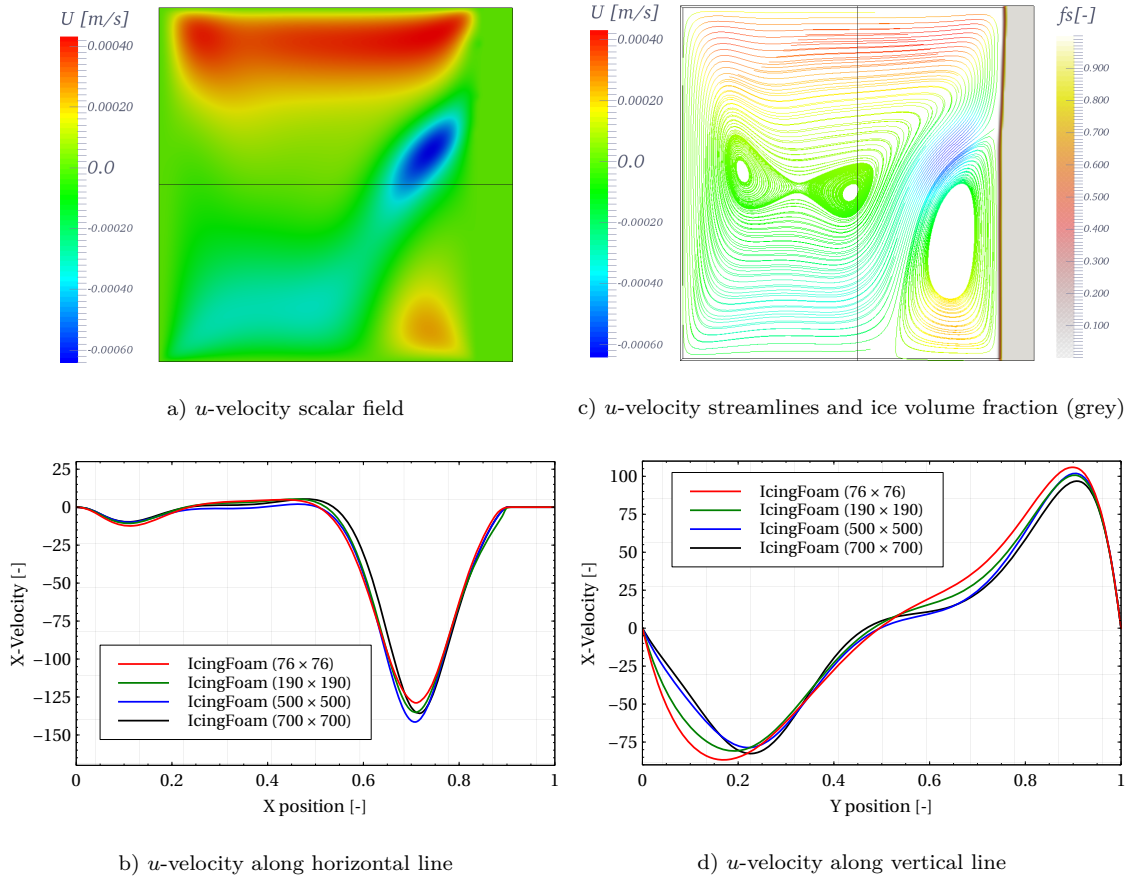 U [m/s]
0.00040
0.00020
0.0
-0.00020
-0.00040
-0.00060
a) u-velocity scalar field
U [m/s]
0.00040
0.00020
0.0
-0.00020
-0.00040
-0.00060
fs[-]
0.900
0.800
0.700
0.600
0.500
0.400
0.300
0.200
0.100
c) u-velocity streamlines and ice volume fraction (grey)
25
0
−25
−50
−75
−100
−125
−150
X-Velocity [-]
IcingFoam (76 × 76)
IcingFoam (190 × 190)
IcingFoam (500 × 500)
IcingFoam (700 × 700)
0 0.2 0.4 0.6 0.8 1
X position [-]
b) u-velocity along horizontal line
100
75
50
25
0
−25
−50
−75
X-Velocity [-]
IcingFoam (76 × 76)
IcingFoam (190 × 190)
IcingFoam (500 × 500)
IcingFoam (700 × 700)
0 0.2 0.4 0.6 0.8 1
Y position [-]
d) u-velocity along vertical line